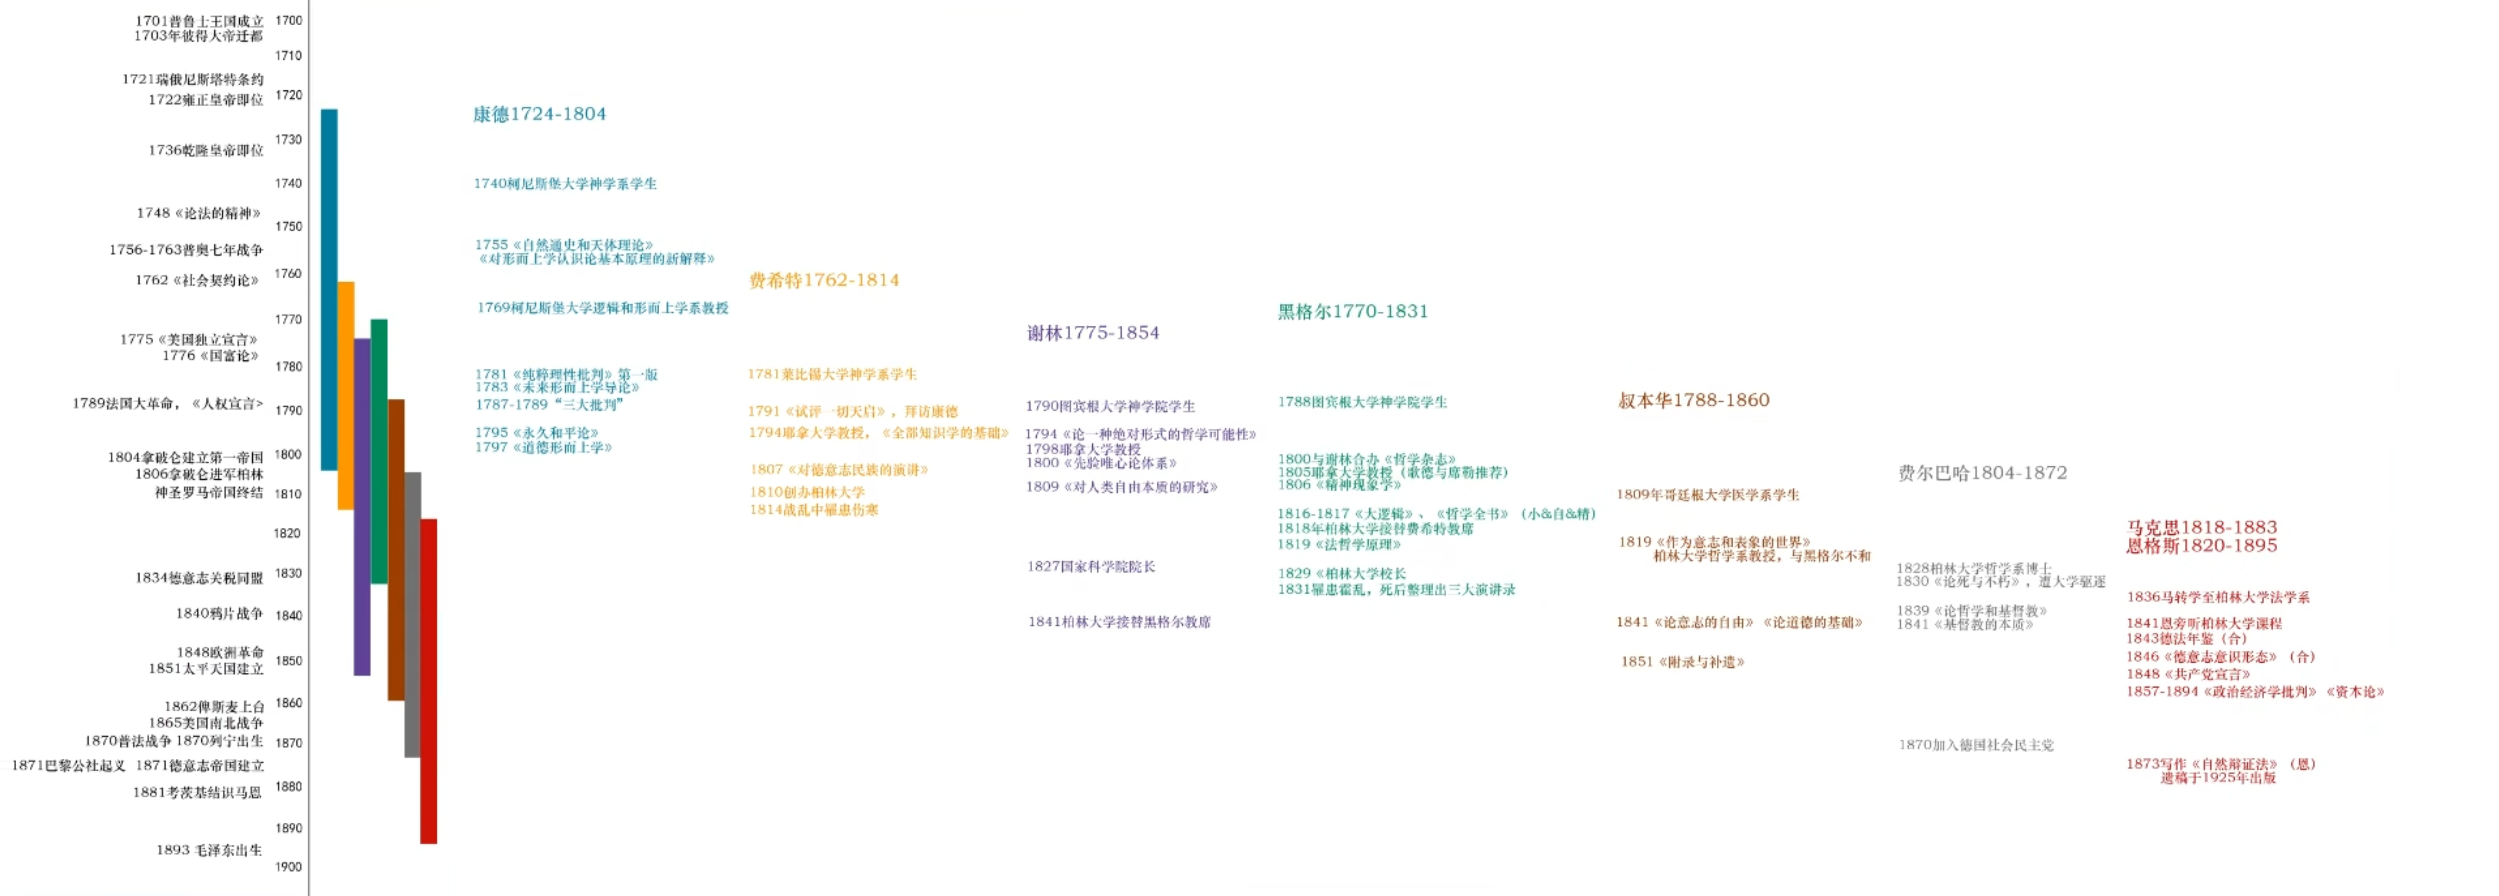 1701普鲁士王国成立
1703年彼得大帝迁都
1721瑞俄尼斯塔特条约
1722雍正皇帝即位
1736乾隆皇帝即位
1748《论法的精神》
1756-1763普奥七年战争
1762《社会契约论》
1775《美国独立宣言》
1776《国富论》
1789法国大革命，《人权宣言>
1804拿破仑建立第一帝国
1806拿破仑进军柏林
神圣罗马帝国终结
1834德意志关税同盟
1840鸦片战争
1848欧洲革命
1851太平天国建立
1862俾斯麦上台
1865美国南北战争
1870普法战争 1870列宁出生
1871巴黎公社起义 1871德意志帝国建立
1881考茨基结识马恩
1893 毛泽东出生
1700
1710
1720
1730
1740
1750
1760
1770
1780
1790
1800
1810
1820
1830
1840
1850
1860
1870
1880
1890
1900
康德1724-1804
1740柯尼斯堡大学神学系学生
1755《自然通史和天体理论》
《对形而上学认识论基本原理的新解释》
1769柯尼斯堡大学逻辑和形而上学系教授
1781《纯粹理性批判》第一版
1783《未来形而上学导论》
1787-1789“三大批判”
1795《永久和平论》
1797《道德形而上学》
费希特1762-1814
1781莱比锡大学神学系学生
1791《试评一切天启》，拜访康德
1794耶拿大学教授，《全部知识学的基础》
1807《对德意志民族的演讲》
1810创办柏林大学
1814战乱中罹患伤寒
谢林1775-1854
1790图宾根大学神学院学生
1794《论一种绝对形式的哲学可能性》
1798耶拿大学教授
1800《先验唯心论体系》
1809《对人类自由本质的研究》
1827国家科学院院长
1841柏林大学接替黑格尔教席
黑格尔1770-1831
1788图宾根大学神学院学生
1800与谢林合办《哲学杂志》
1805耶拿大学教授（歌德与席勒推荐）
1806《精神现象学》
1816-1817《大逻辑》、《哲学全书》（小&自&精）
1818年柏林大学接替费希特教席
1819《法哲学原理》
1829《柏林大学校长
1831罹患霍乱，死后整理出三大演讲录
叔本华1788-1860
1809年哥廷根大学医学系学生
1819《作为意志和表象的世界》
柏林大学哲学系教授，与黑格尔不和
1841《论意志的自由》《论道德的基础》
1851《附录与补遗》
费尔巴哈1804-1872
1828柏林大学哲学系博士
1830《论死与不朽》，遭大学驱逐
1839《论哲学和基督教》
1841《基督教的本质》
1870加入德国社会民主党
马克思1818-1883
恩格斯1820-1895
1836马转学至柏林大学法学系
1841恩旁听柏林大学课程
1843德法年鉴（合）
1846《德意志意识形态》（合）
1848《共产党宣言》
1857-1894《政治经济学批判》《资本论》
1873写作《自然辩证法》（恩）
遗稿于1925年出版